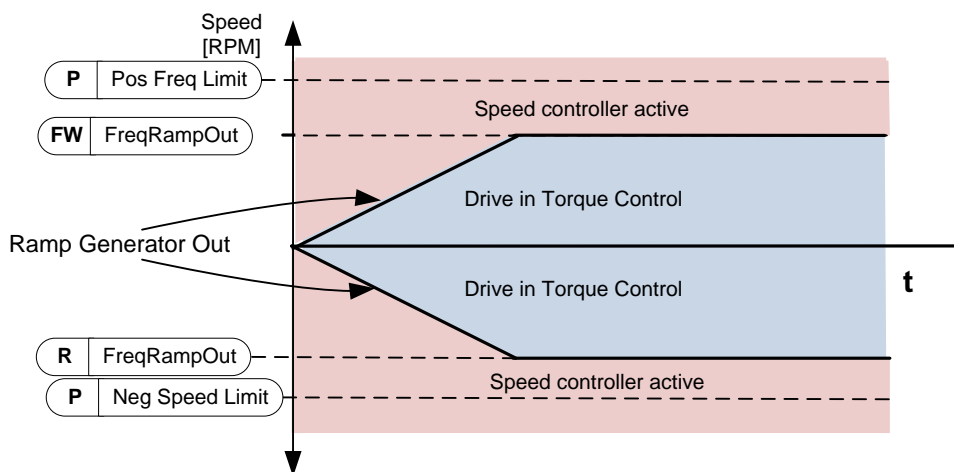 Speed
[RPM]
P Pos Freq Limit
Speed controller active
FW FreqRampOut
Drive in Torque Control
Ramp Generator Out
t
Drive in Torque Control
R FreqRampOut
Speed controller active
P Neg Speed Limit